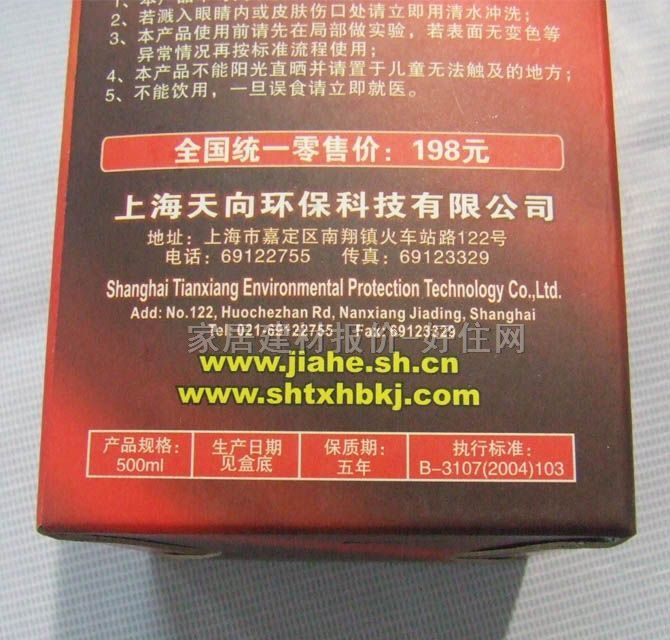 2、若溅入眼睛内或皮肤伤口处请立即用清水冲洗；
3、本产品使用前请先在局部做实验，若表面无变色等
异常情况再按标准流程使用；
4、本产品不能阳光直晒并请置于儿童无法触及的地方；
5、不能饮用，一旦误食请立即就医。
全国统一零售价：198元
上海天向环保科技有限公司
地址：上海市嘉定区南翔镇火车站路122号
电话：69122755 传真：69123329
Shanghai Tianxiang Environmental Protection Technology Co.,Ltd.
Add: No.122, Huochezhan Rd, Nanxiang Jiading, Shanghai
Tel: 021-69122755 Fax: 69123329
家居建材报价-好住网
www.jiahe.sh.cn
www.shtxhbkj.com
产品规格： 生产日期 保质期： 执行标准：
500ml 见盒底 五年 B-3107(2004)103